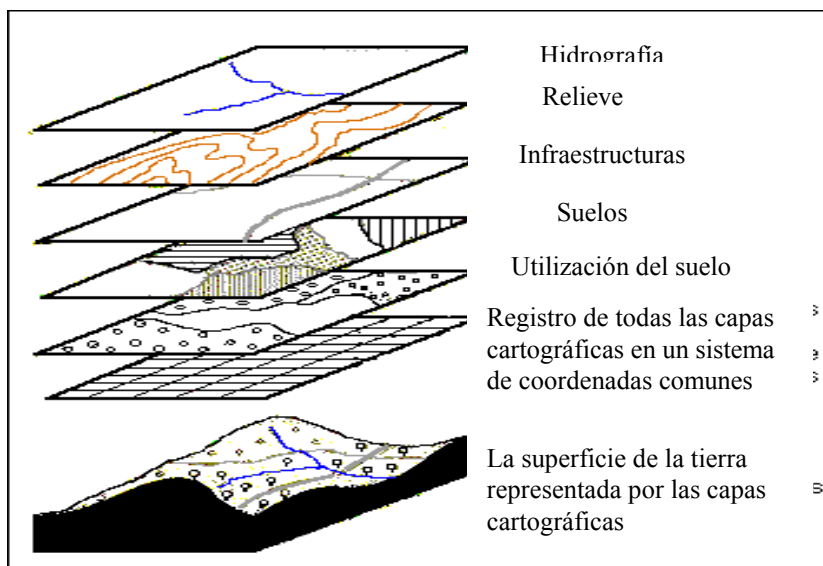 Hidrografía
Relieve
Infraestructuras
Suelos
Utilización del suelo
Registro de todas las capas
cartográficas en un sistema
de coordenadas comunes
La superficie de la tierra
representada por las capas
cartográficas